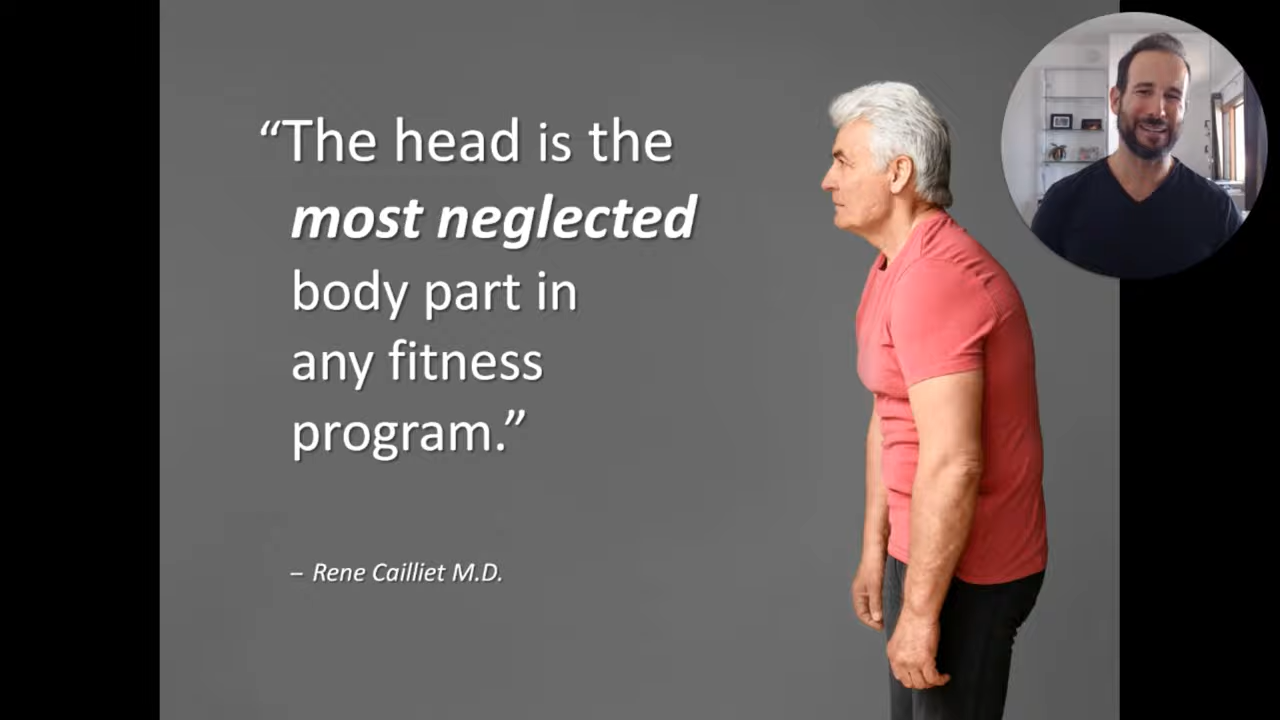 “The head is the
most neglected
body part in
any fitness
program.”
– Rene Cailliet M.D.